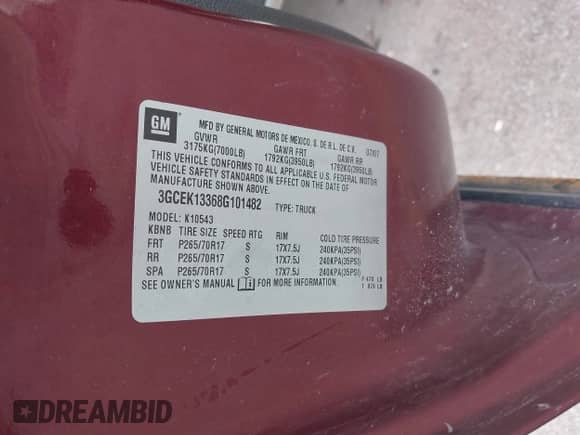 GM
MFD BY GENERAL MOTORS DE MEXICO, S. DE R.L. DE C.V. 07/07
GVWR GAWR FRT GAWR RR
3175KG(7000LB) 1792KG(3950LB) 1792KG(3950LB)
THIS VEHICLE CONFORMS TO ALL APPLICABLE U.S. FEDERAL MOTOR
VEHICLE SAFETY STANDARDS IN EFFECT ON THE DATE OF
MANUFACTURE SHOWN ABOVE.
3GCEK13368G101482 TYPE: TRUCK
MODEL: K10543
KBNB TIRE SIZE SPEED RTG RIM COLD TIRE PRESSURE
FRT P265/70R17 S 17X7.5J 240KPA(35PSI)
RR P265/70R17 S 17X7.5J 240KPA(35PSI)
SPA P265/70R17 S 17X7.5J 240KPA(35PSI)
SEE OWNER'S MANUAL FOR MORE INFORMATION.
DREAMBID